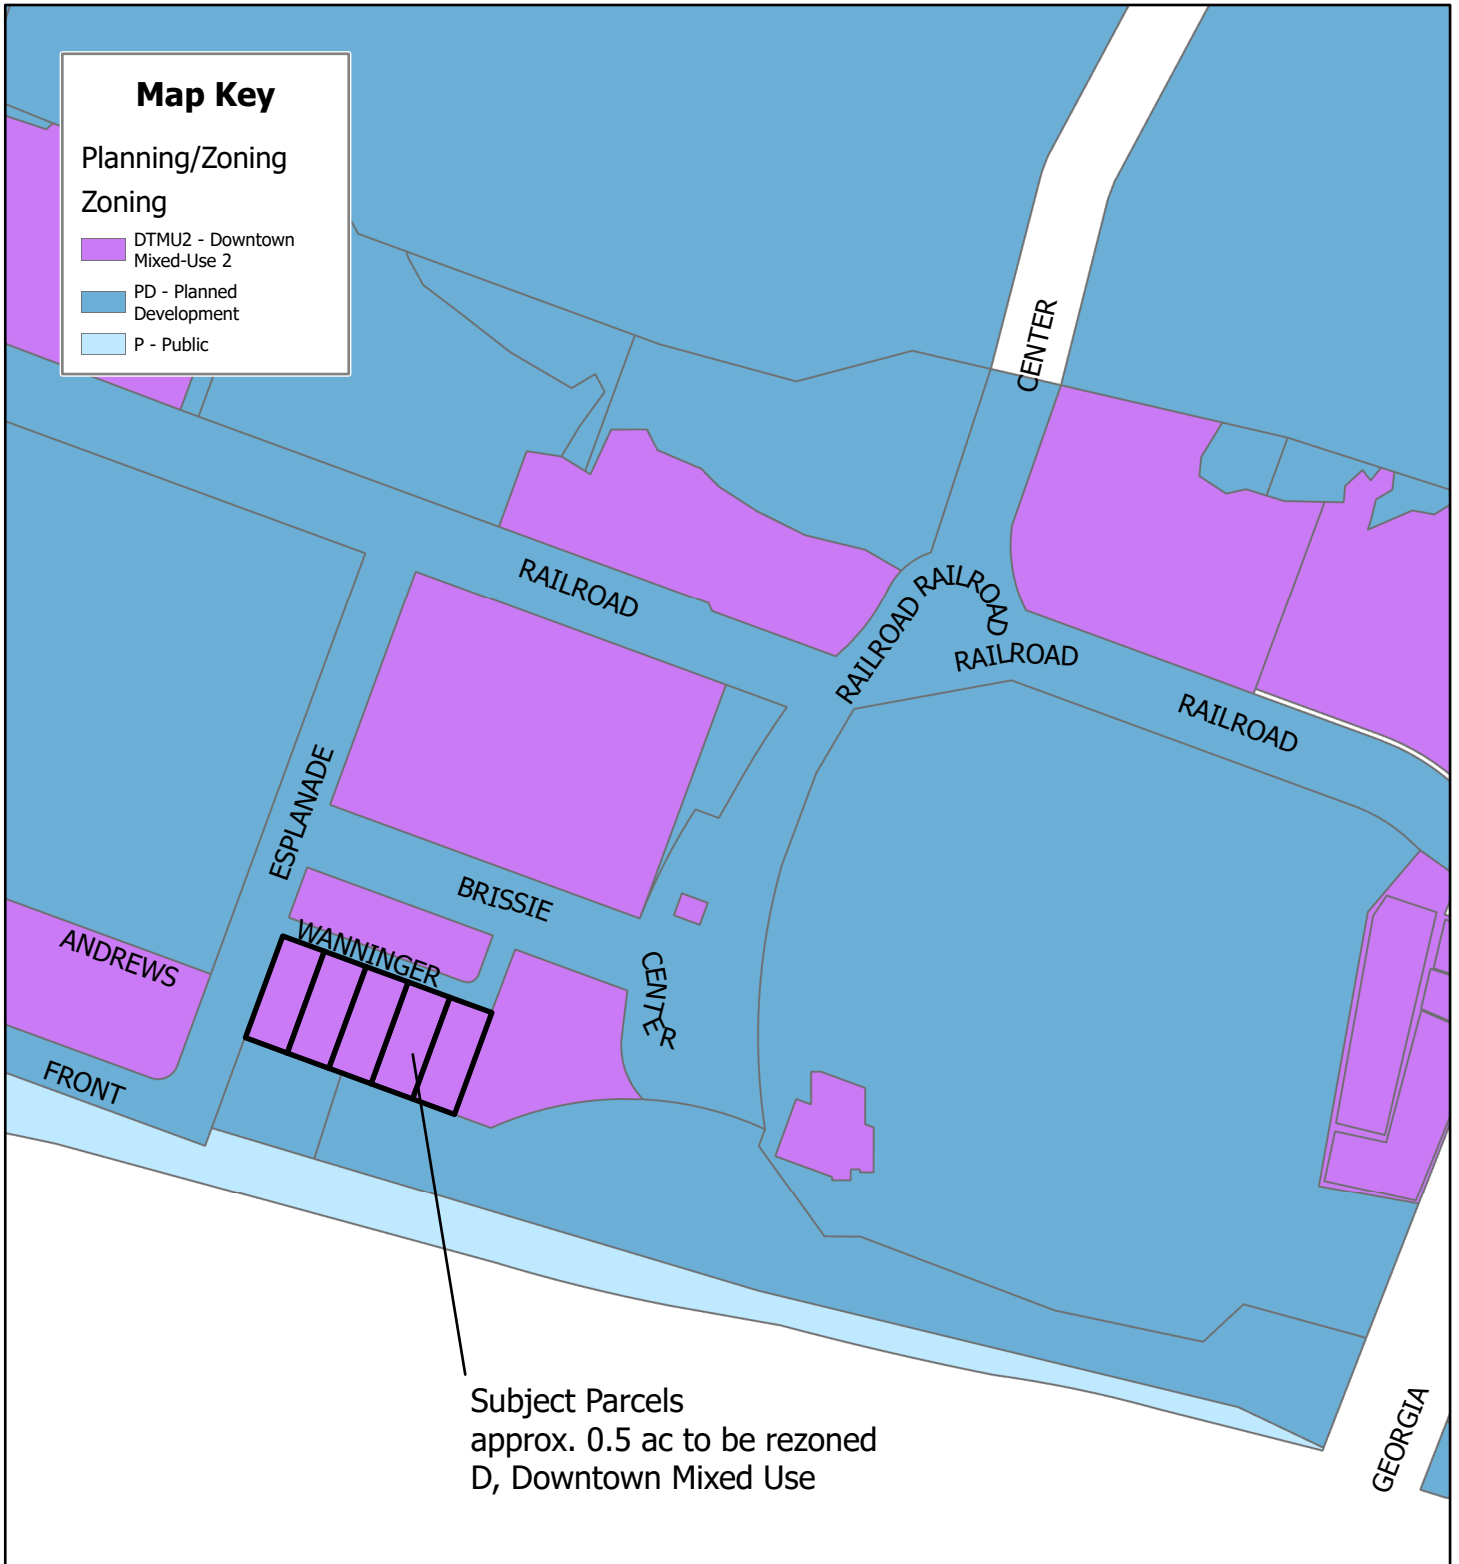 Map Key
Planning/Zoning
Zoning
DTMU2 - Downtown
Mixed-Use 2
PD - Planned
Development
P - Public
CENTER
RAILROAD
RAILROAD
RAILROAD
RAILROAD
RAILROAD
ESPLANADE
BRISSIE
WANNINGER
ANDREWS
CENTER
FRONT
GEORGIA
Subject Parcels
approx. 0.5 ac to be rezoned
D, Downtown Mixed Use